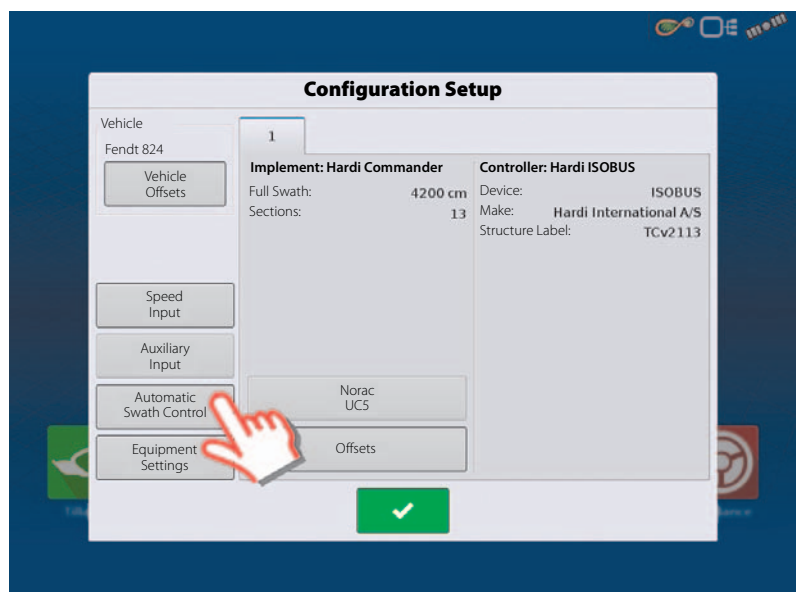 Configuration Setup
Vehicle
Fendt 824
Vehicle
Offsets
Speed
Input
Auxiliary
Input
Automatic
Swath Control
Equipment
Settings
1
Implement: Hardi Commander
Full Swath: 4200 cm
Sections: 13
Norac
UC5
Offsets
Controller: Hardi ISOBUS
Device: ISOBUS
Make: Hardi International A/S
Structure Label: TCv2113